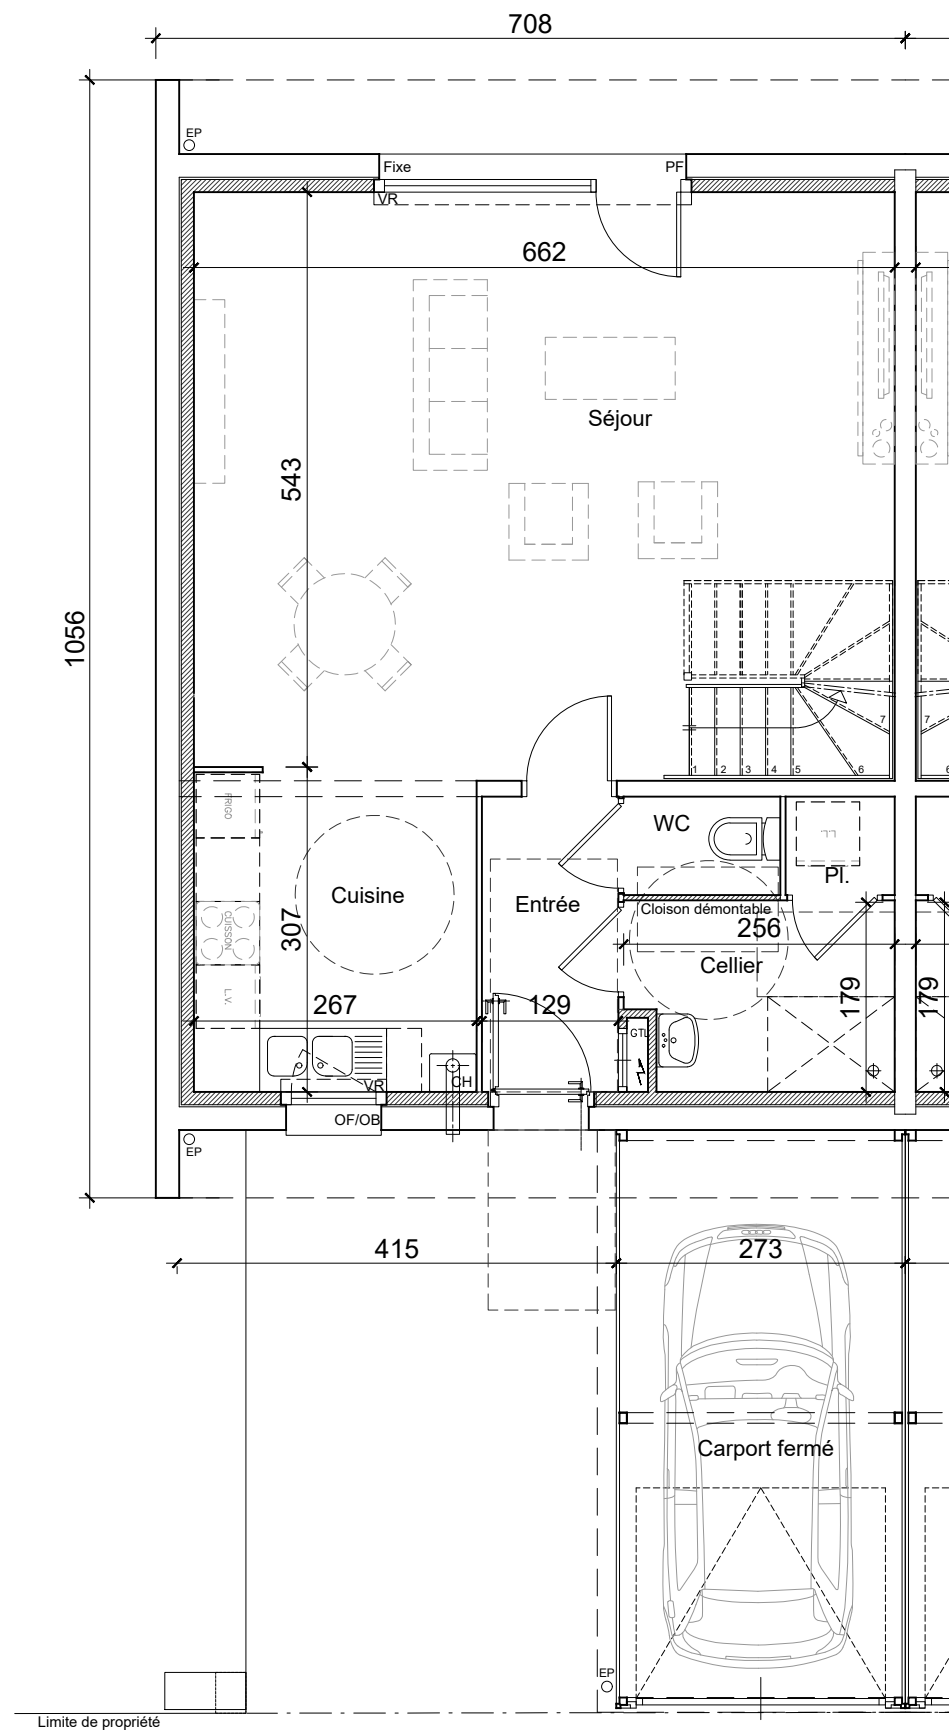 708
EP
Fixe
PF
VR
662
Séjour
543
1056
7
7
1
2
3
4
5
6
6
FRIGO
WC
LL
Pl.
Cuisine
Entrée
CUISSON
Cloison démontable
307
256
Cellier
L.V.
267
129
179
179
GTL
VR
CH
OF/OB
EP
415
273
Carport fermé
EP
Limite de propriété